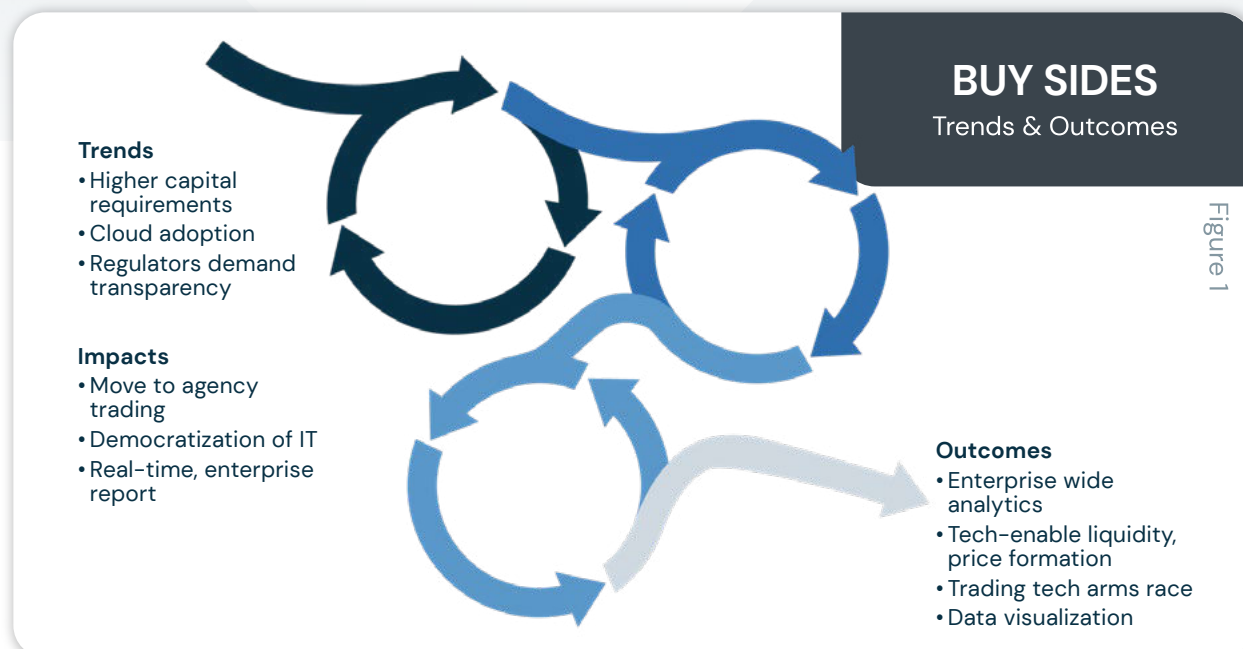 BUY SIDES
Trends & Outcomes
Figure 1
Trends
• Higher capital
requirements
• Cloud adoption
• Regulators demand
transparency
Impacts
• Move to agency
trading
• Democratization of IT
• Real-time, enterprise
report
Outcomes
• Enterprise wide
analytics
• Tech-enable liquidity,
price formation
• Trading tech arms race
• Data visualization